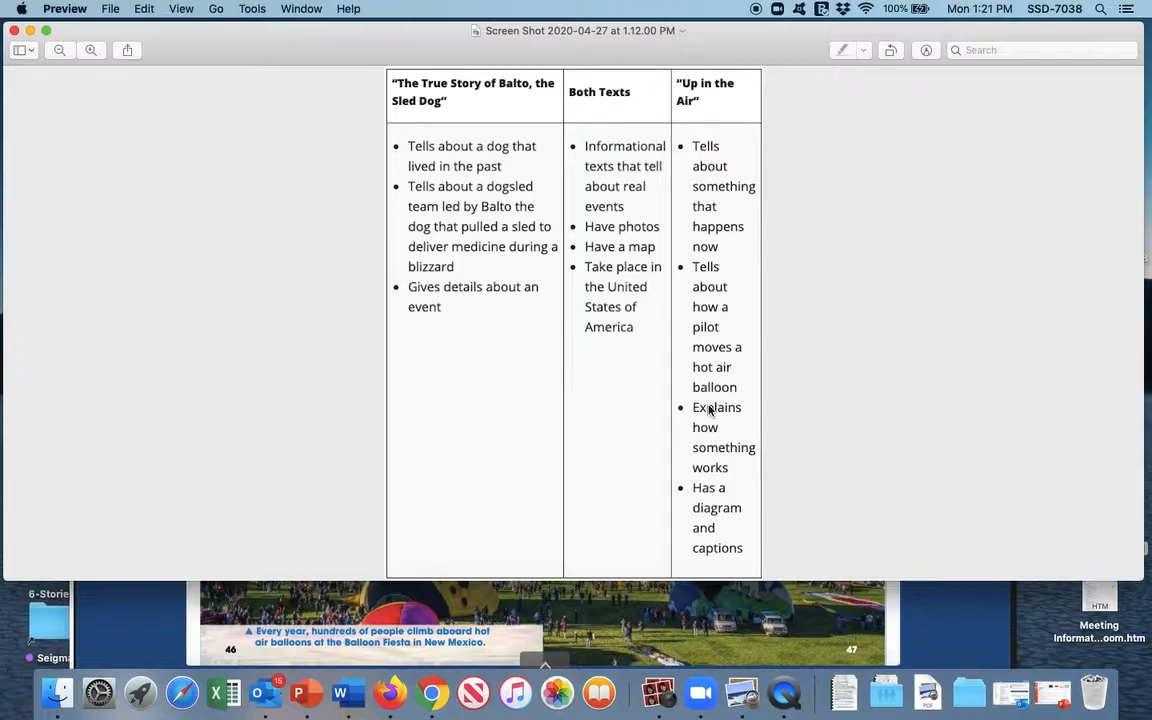 Preview File Edit View Go Tools Window Help 100% Mon 1:21 PM SSD-7038
Screen Shot 2020-04-27 at 1.12.00 PM
Search
“The True Story of Balto, the
Sled Dog”
Both Texts
“Up in the
Air”
• Tells about a dog that
lived in the past
• Tells about a dogsled
team led by Balto the
dog that pulled a sled to
deliver medicine during a
blizzard
• Gives details about an
event
• Informational
texts that tell
about real
events
• Have photos
• Have a map
• Take place in
the United
States of
America
• Tells
about
something
that
happens
now
• Tells
about
how a
pilot
moves a
hot air
balloon
• Explains
how
something
works
• Has a
diagram
and
captions
6-Storie
Seigm
▲ Every year, hundreds of people climb aboard hot
air balloons at the Balloon Fiesta in New Mexico.
46
47
HTM
Meeting
Informat...oom.htm
15
PDF